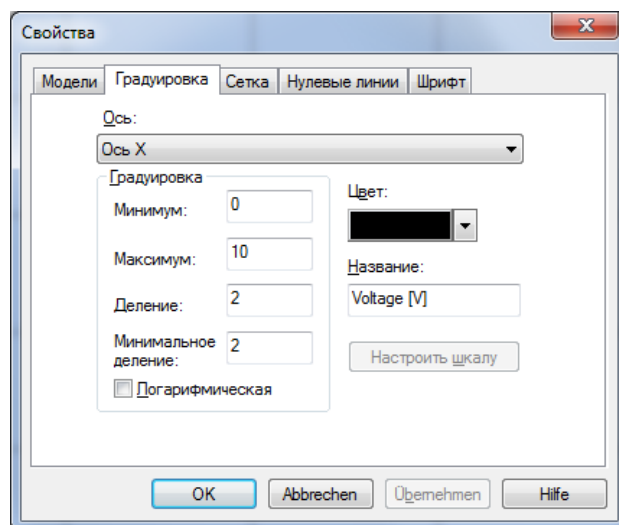 Свойства
Модели Градуировка Сетка Нулевые линии Шрифт
Ось:
Ось X
Градуировка
Минимум: 0
Максимум: 10
Деление: 2
Минимальное деление: 2
Логарифмическая
Цвет:
Название:
Voltage [V]
Настроить шкалу
OK Abbrechen Übernehmen Hilfe